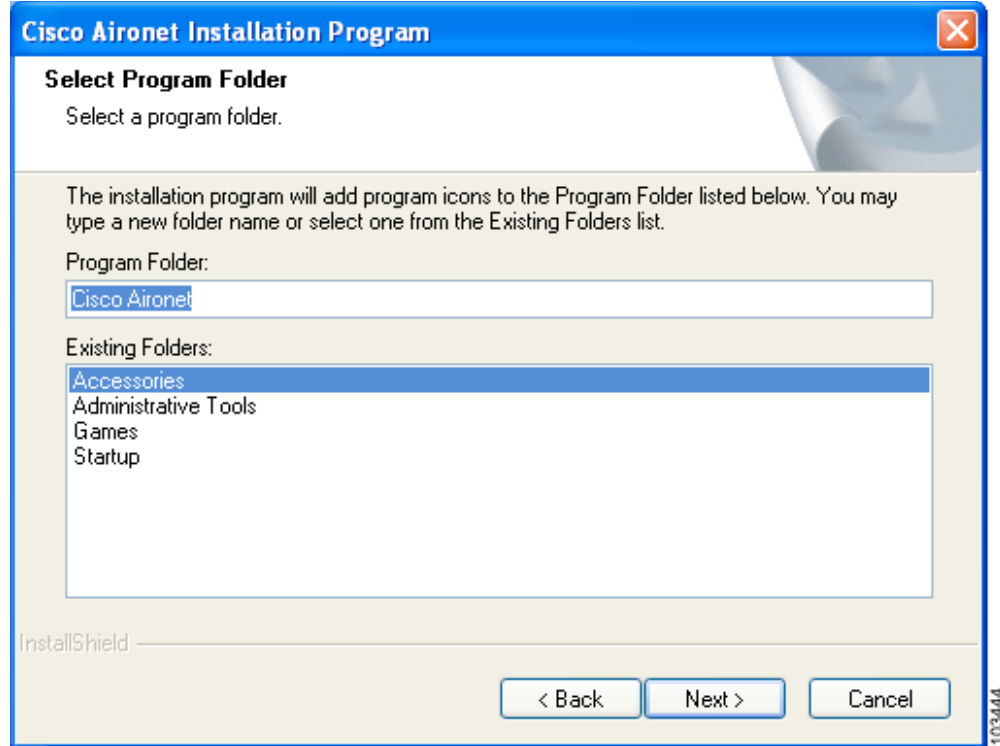 Cisco Aironet Installation Program
Select Program Folder
Select a program folder.
The installation program will add program icons to the Program Folder listed below. You may
type a new folder name or select one from the Existing Folders list.
Program Folder:
Cisco Aironet
Existing Folders:
Accessories
Administrative Tools
Games
Startup
InstallShield
< Back
Next >
Cancel
103444